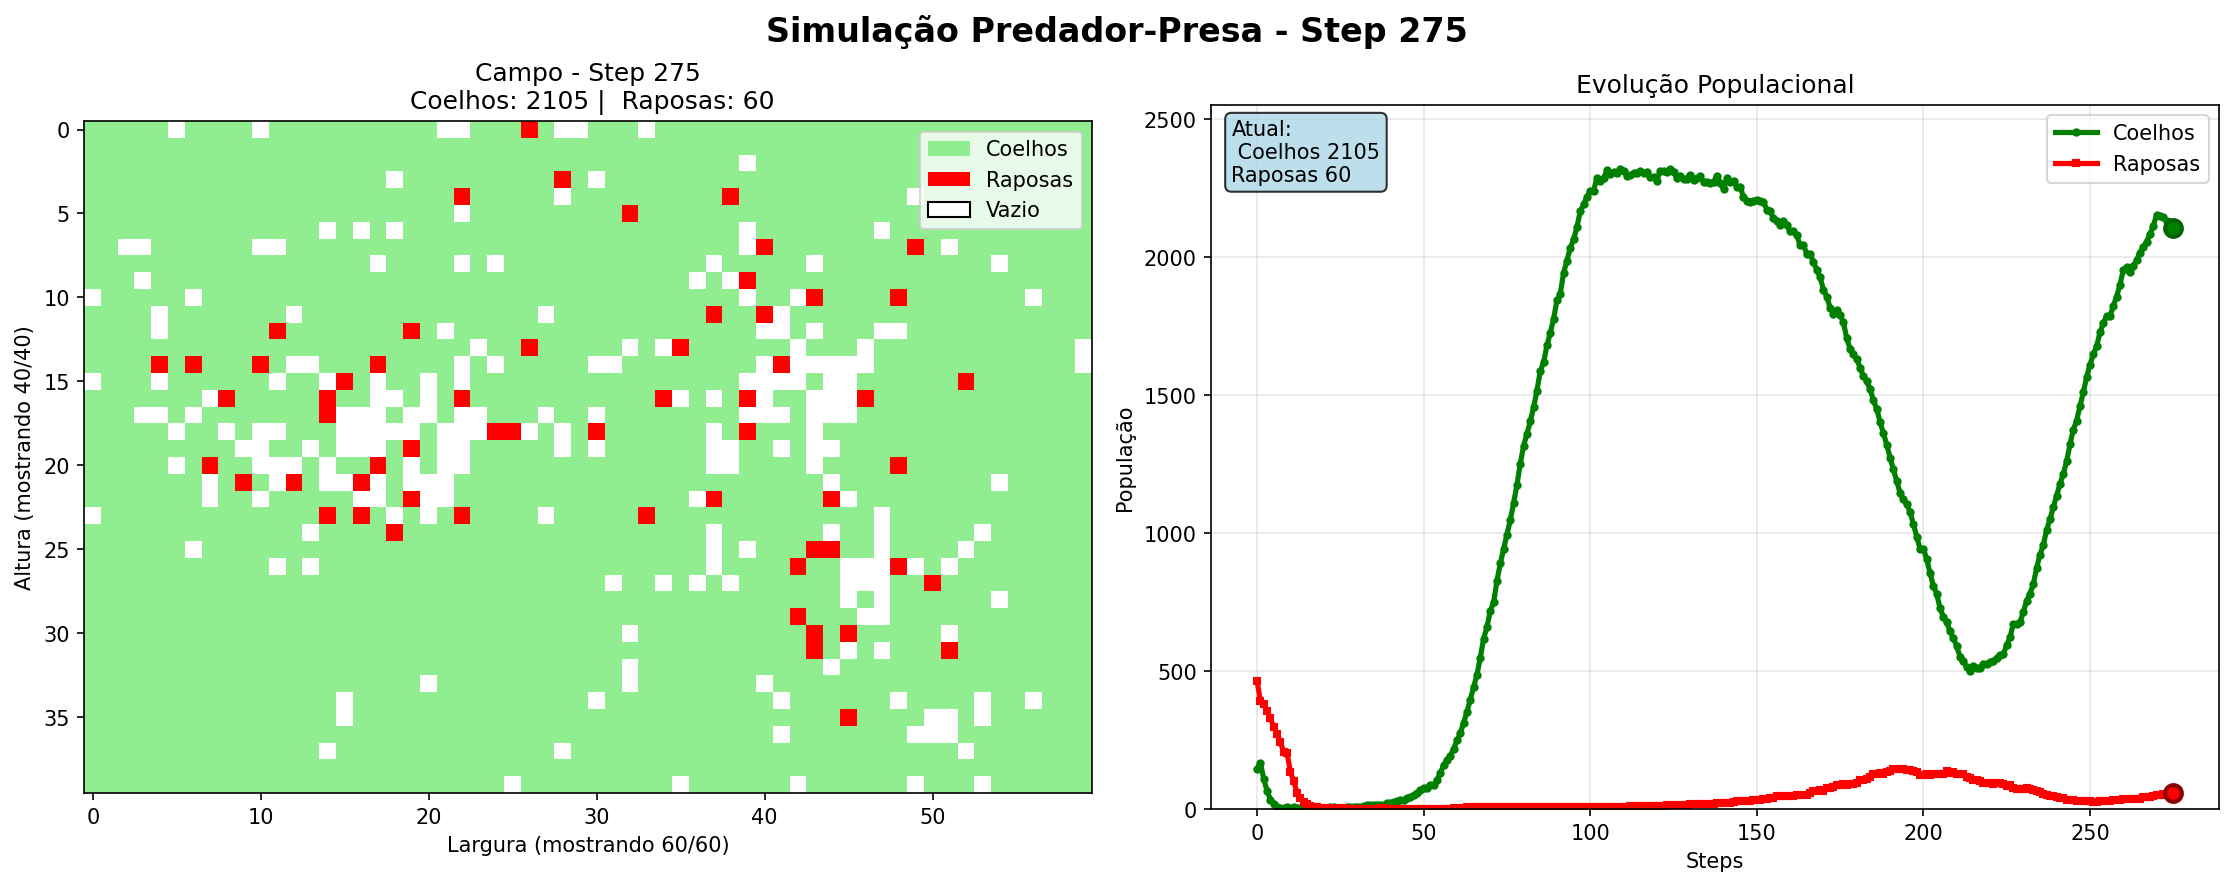 Simulação Predador-Presa - Step 275
Campo - Step 275
Coelhos: 2105 |  Raposas: 60
Coelhos
Raposas
Vazio
0
5
10
15
20
25
30
35
Altura (mostrando 40/40)
0
10
20
30
40
50
Largura (mostrando 60/60)
Evolução Populacional
Atual:
Coelhos 2105
Raposas 60
Coelhos
Raposas
2500
2000
1500
1000
500
0
População
0
50
100
150
200
250
Steps